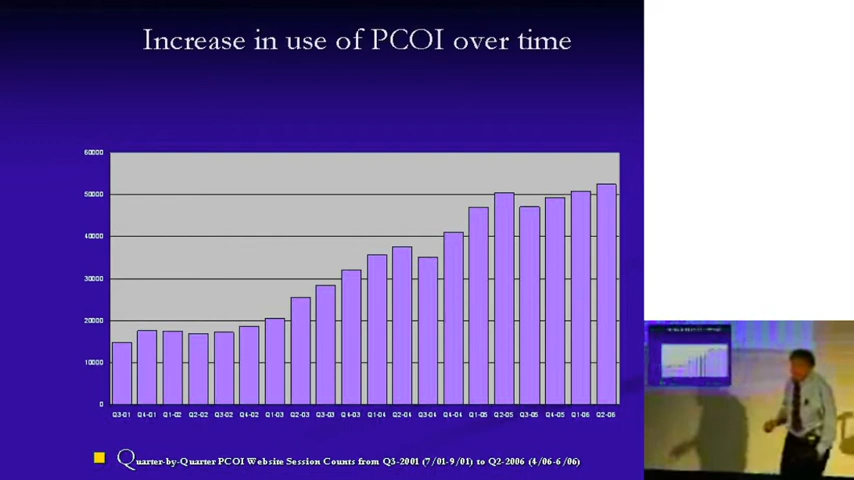 Increase in use of PCOI over time
60000
50000
40000
30000
20000
10000
0
Q3-01 Q4-01 Q1-02 Q2-02 Q3-02 Q4-02 Q1-03 Q2-03 Q3-03 Q4-03 Q1-04 Q2-04 Q3-04 Q4-04 Q1-05 Q2-05 Q3-05 Q4-05 Q1-06 Q2-06
Quarter-by-Quarter PCOI Website Session Counts from Q3-2001 (7/01-9/01) to Q2-2006 (4/06-6/06)